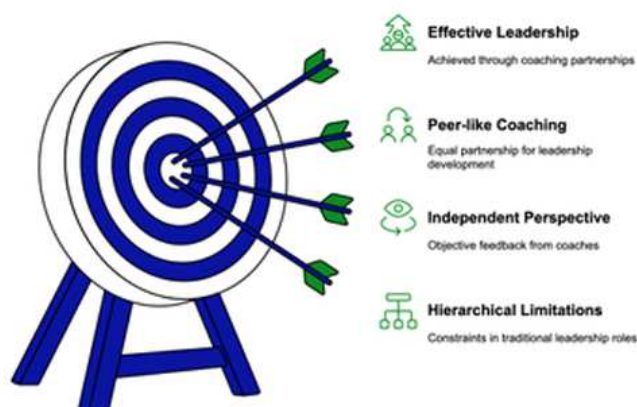 Effective Leadership
Achieved through coaching partnerships
Peer-like Coaching
Equal partnership for leadership
development
Independent Perspective
Objective feedback from coaches
Hierarchical Limitations
Constraints in traditional leadership roles